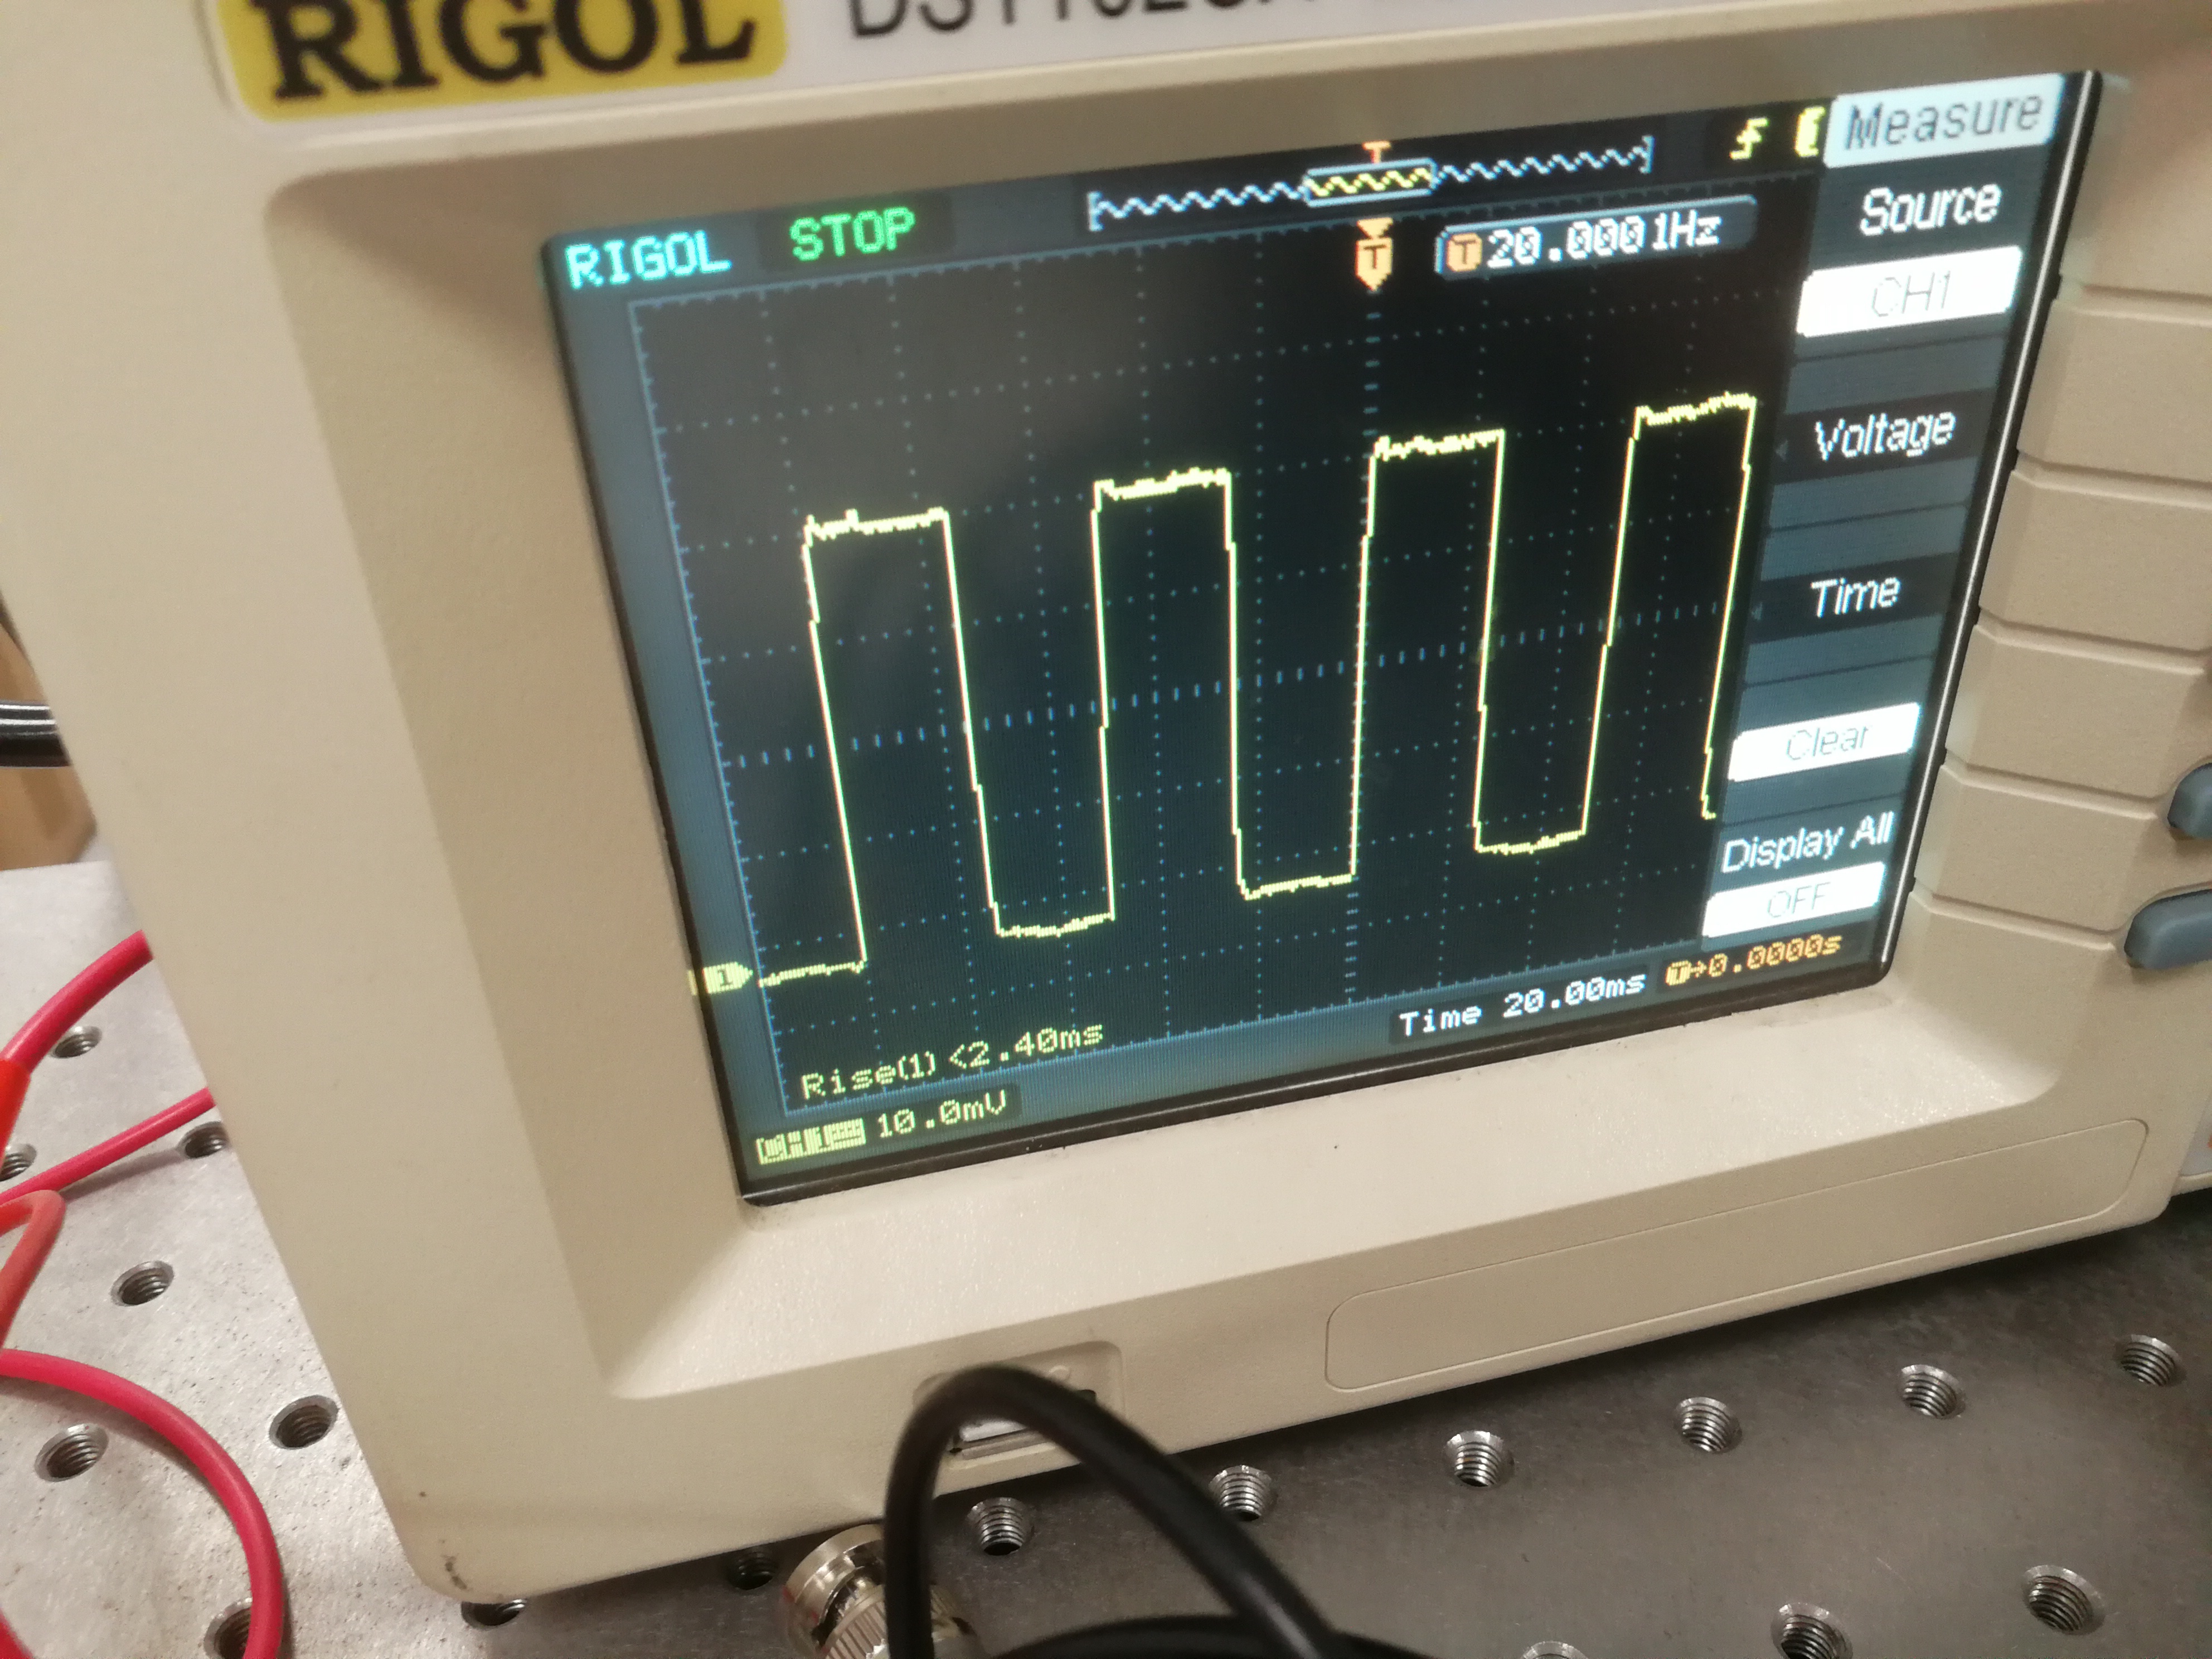 RIGOL
RIGOL STOP
T
T
T 20.0001Hz
Measure
Source
CH1
Voltage
Time
Clear
Display All
OFF
1
Rise(1) <2.40ms
10.0mV
Time 20.00ms
T→0.0000s